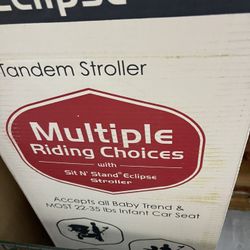 Eclipse
Tandem Stroller
Multiple
Riding Choices
with
Sit N' Stand® Eclipse
Stroller
Accepts all Baby Trend &
MOST 22-35 lbs Infant Car Seat